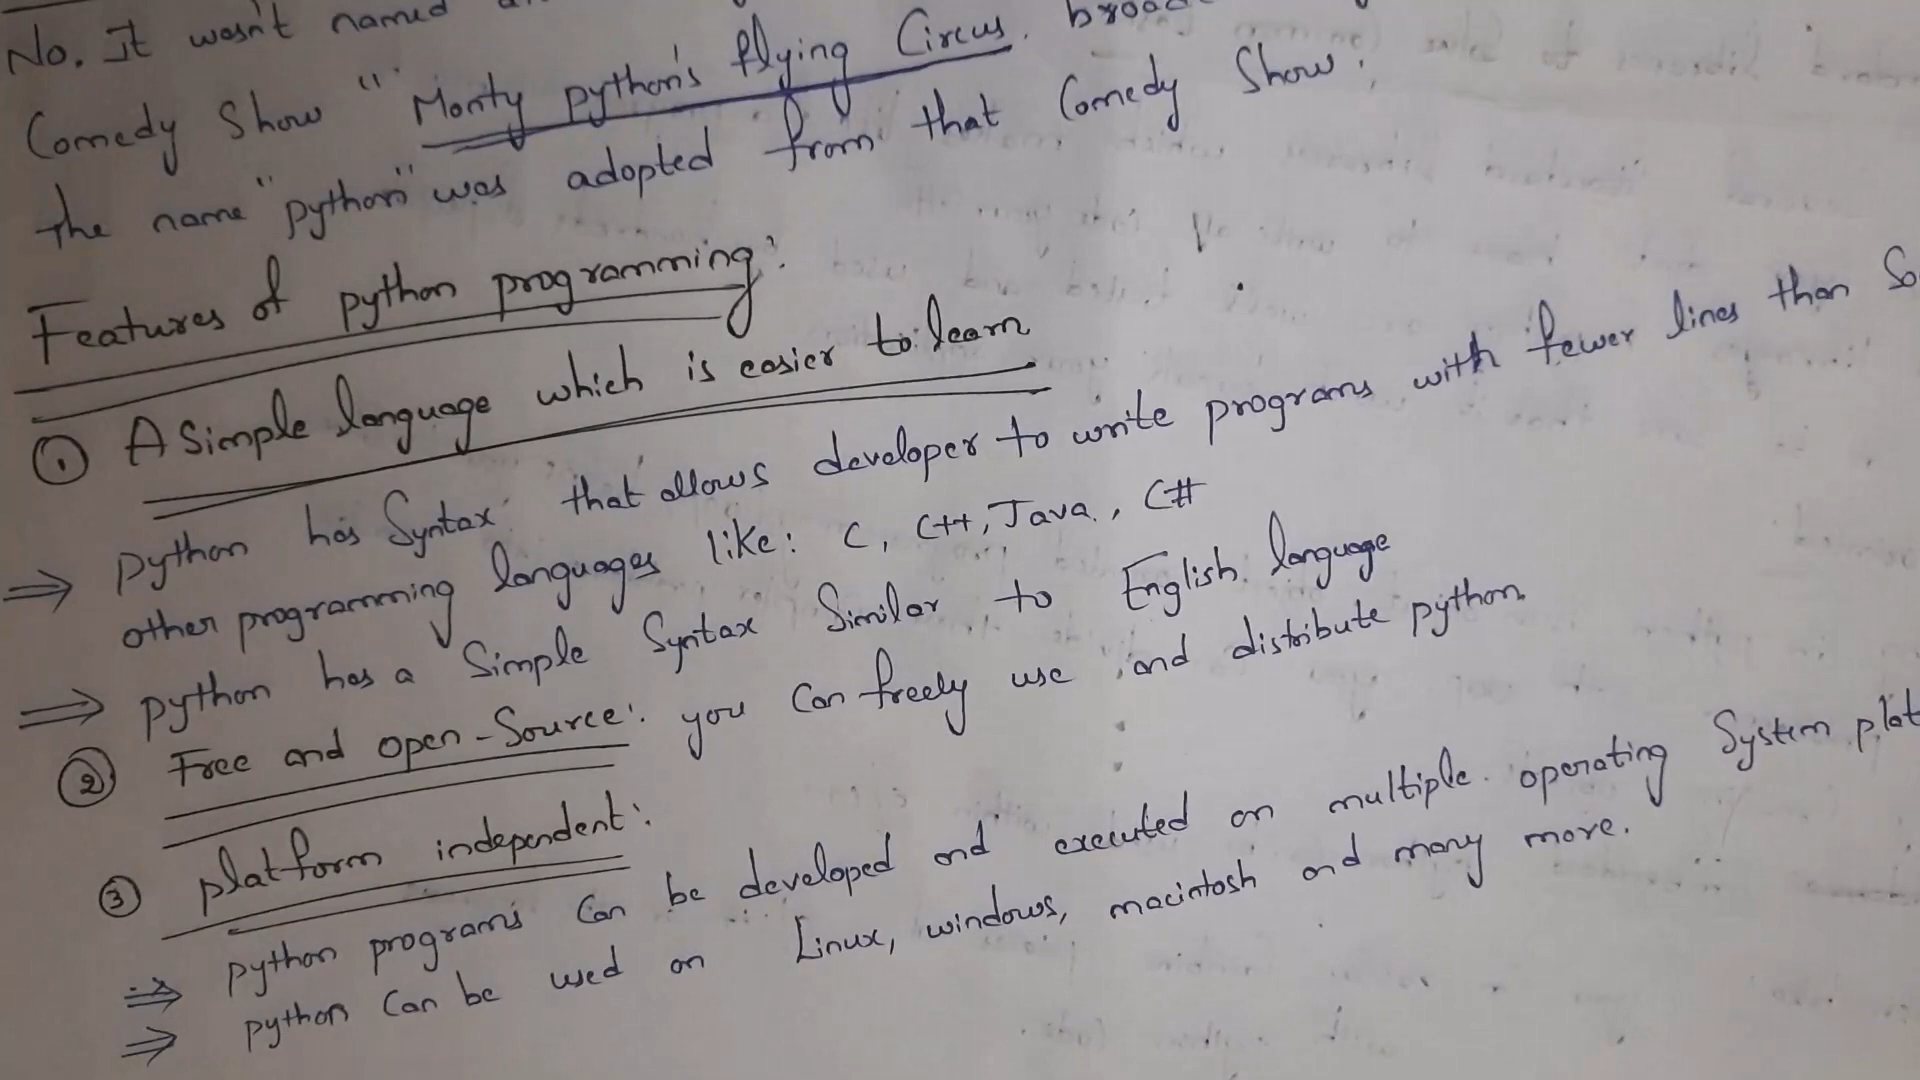 No. It wasn't named
Comedy Show "Monty python's flying Circus.
the name "python" was adopted from that Comedy Show.
Features of python programming:
① A Simple language which is easier to learn
⇒ python has Syntax that allows developer to write programs with fewer lines than
other programming languages like: C, C++, Java, C#
⇒ python has a Simple Syntax Similar to English language
② Free and open-Source: you Can freely use and distribute python.
③ platform independent:
⇒ python programs Can be developed and executed on multiple operating System plat
⇒ python Can be used on Linux, windows, macintosh and many more.